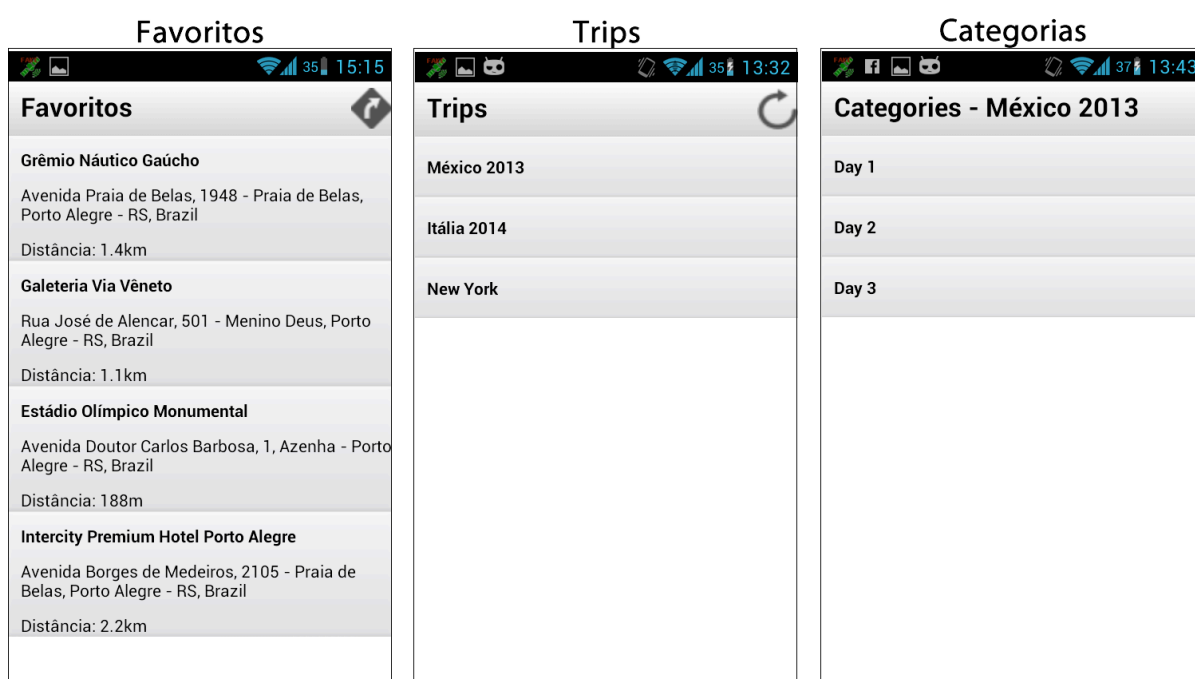 Favoritos
35 15:15
Favoritos
Grêmio Náutico Gaúcho
Avenida Praia de Belas, 1948 - Praia de Belas,
Porto Alegre - RS, Brazil
Distância: 1.4km
Galeteria Via Vêneto
Rua José de Alencar, 501 - Menino Deus, Porto
Alegre - RS, Brazil
Distância: 1.1km
Estádio Olímpico Monumental
Avenida Doutor Carlos Barbosa, 1, Azenha - Porto
Alegre - RS, Brazil
Distância: 188m
Intercity Premium Hotel Porto Alegre
Avenida Borges de Medeiros, 2105 - Praia de
Belas, Porto Alegre - RS, Brazil
Distância: 2.2km
Trips
35 13:32
Trips
México 2013
Itália 2014
New York
Categorias
37 13:43
Categories - México 2013
Day 1
Day 2
Day 3